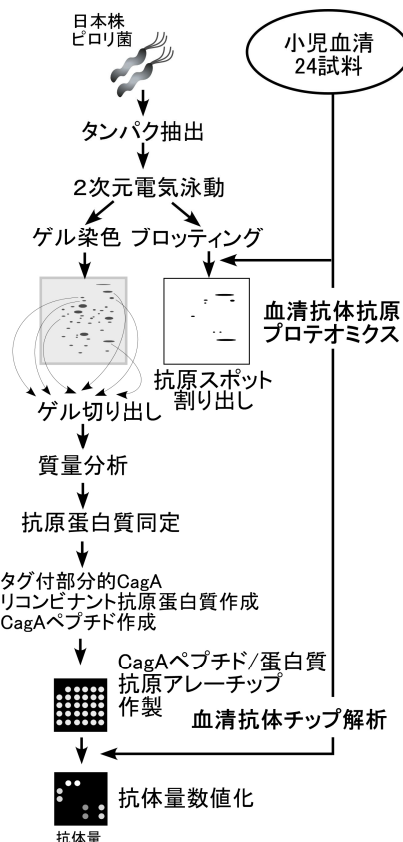 日本株
ピロリ菌
小児血清
24試料
タンパク抽出
2次元電気泳動
ゲル染色 ブロッティング
血清抗体抗原
プロテオミクス
抗原スポット
割り出し
ゲル切り出し
質量分析
抗原蛋白質同定
タグ付部分的CagA
リコンビナント抗原蛋白質作成
CagAペプチド作成
CagAペプチド/蛋白質
抗原アレーチップ
作製
血清抗体チップ解析
抗体量数値化
抗体量